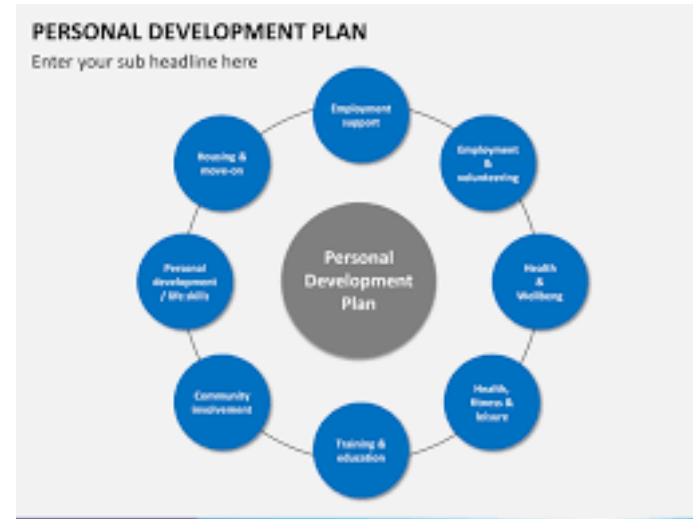 PERSONAL DEVELOPMENT PLAN
Enter your sub headline here
Employment
support
Employment
&
volunteering
Health
&
Wellbeng
Health,
fitness &
leisure
Training &
education
Community
involvement
Personal
development
/ life skills
Housing &
move-on
Personal
Development
Plan